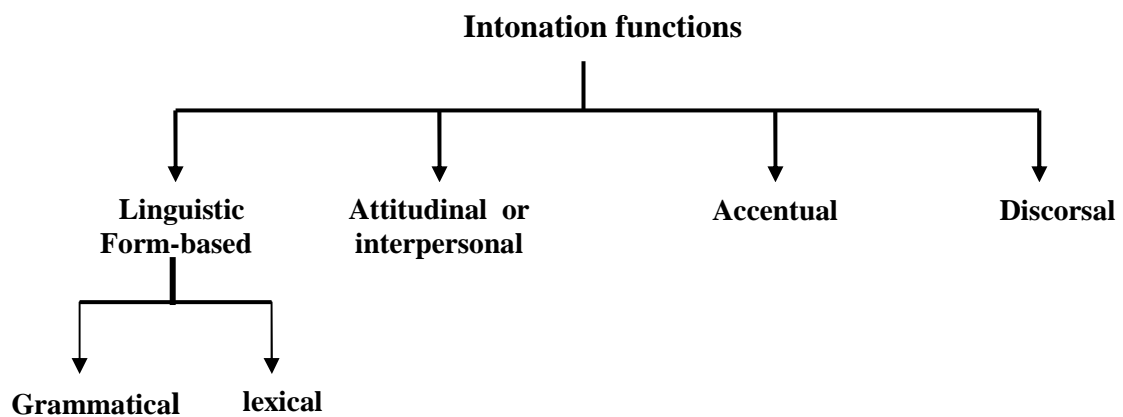 Intonation functions
Linguistic
Form-based
Attitudinal or
interpersonal
Accentual
Discorsal
Grammatical
lexical